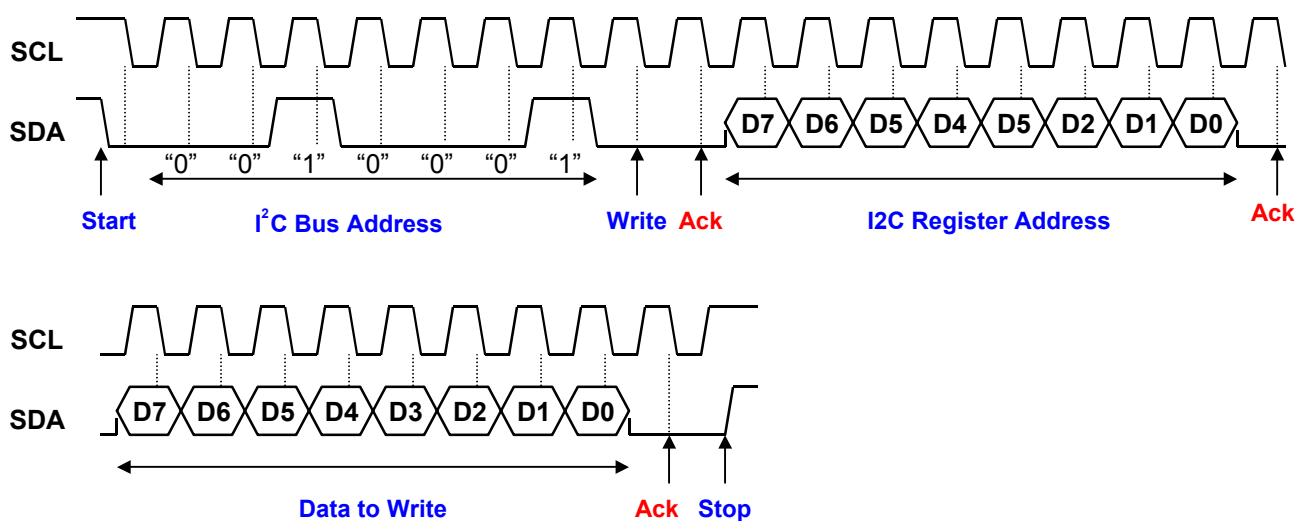 SCL
SDA
D7 D6 D5 D4 D5 D2 D1 D0
“0” “0” “1” “0” “0” “0” “1”
Start I²C Bus Address Write Ack I2C Register Address Ack
SCL
SDA
D7 D6 D5 D4 D3 D2 D1 D0
Data to Write Ack Stop